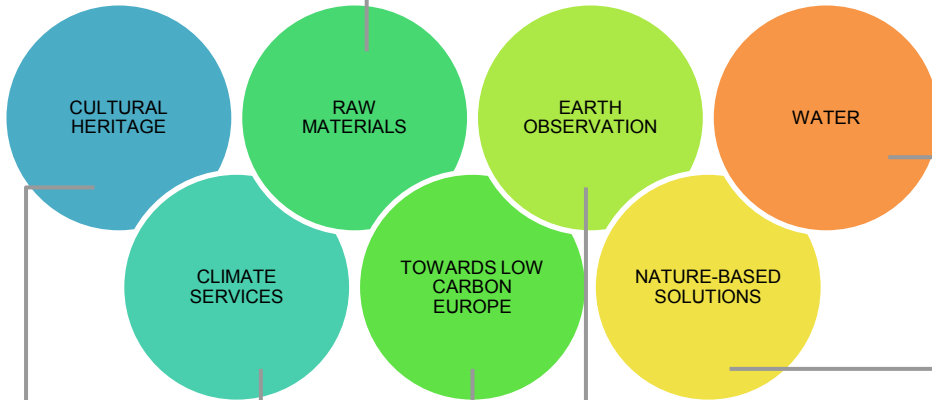 CULTURAL
HERITAGE
RAW
MATERIALS
EARTH
OBSERVATION
WATER
CLIMATE
SERVICES
TOWARDS LOW
CARBON
EUROPE
NATURE-BASED
SOLUTIONS